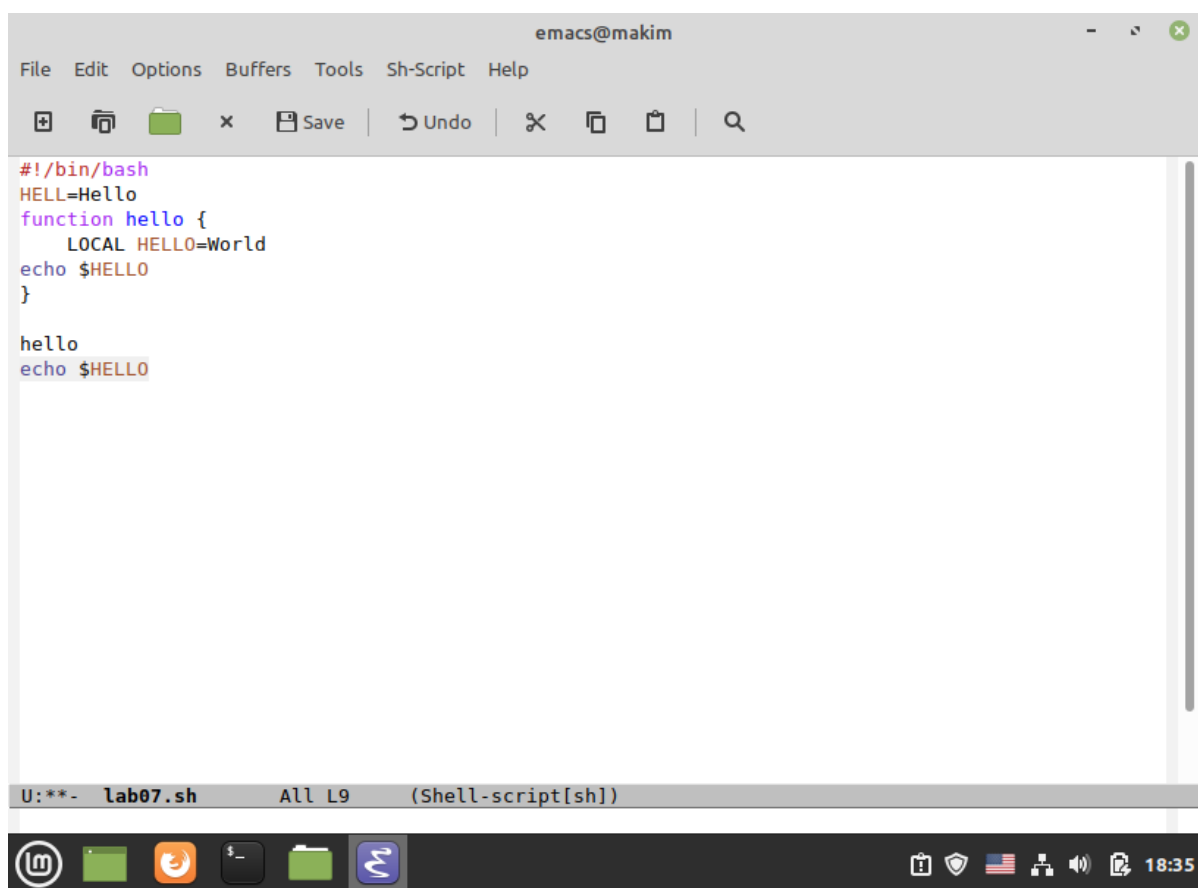 emacs@makim
File Edit Options Buffers Tools Sh-Script Help
Save Undo
#!/bin/bash
HELL=Hello
function hello {
    LOCAL HELLO=World
echo $HELLO
}
hello
echo $HELLO
U:**- lab07.sh All L9 (Shell-script[sh])
$_ 18:35